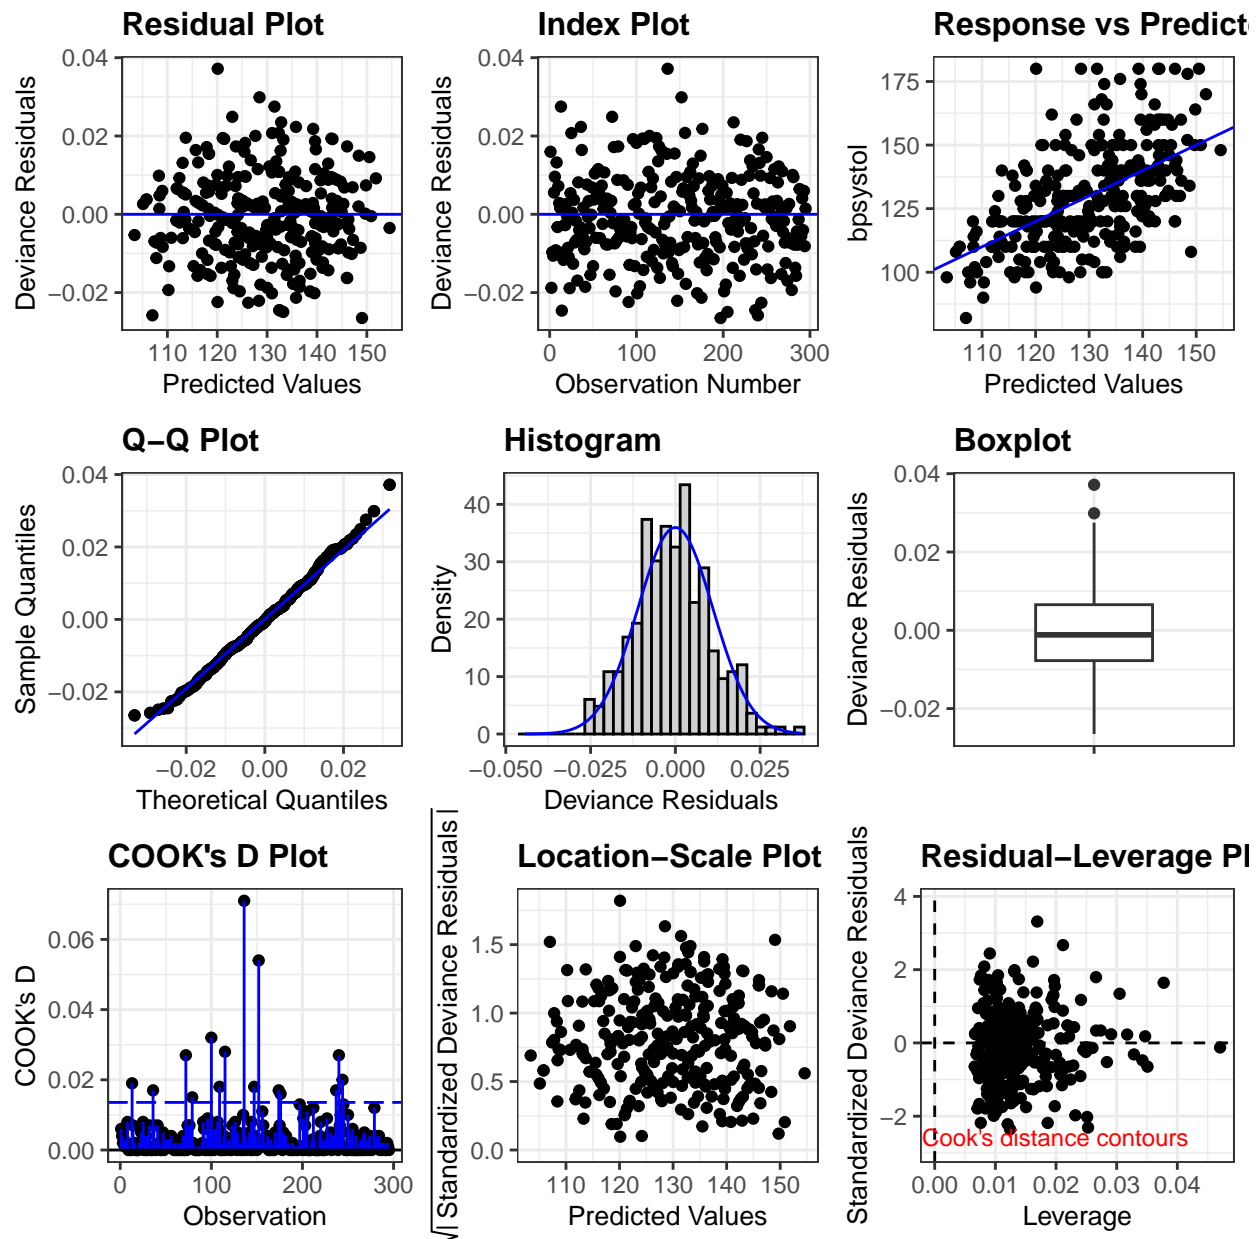 Residual Plot
Index Plot
Response vs Predict
Deviance Residuals
0.04
0.02
0.00
−0.02
110 120 130 140 150
Predicted Values
Deviance Residuals
0.04
0.02
0.00
−0.02
0 100 200 300
Observation Number
bpsystol
175
150
125
100
110 120 130 140 150
Predicted Values
Q−Q Plot
Histogram
Boxplot
Sample Quantiles
0.04
0.02
0.00
−0.02
−0.02 0.00 0.02
Theoretical Quantiles
Density
40
30
20
10
0
−0.050 −0.025 0.000 0.025
Deviance Residuals
Deviance Residuals
0.04
0.02
0.00
−0.02
COOK's D Plot
Location−Scale Plot
Residual−Leverage Pl
COOK's D
0.06
0.04
0.02
0.00
0 100 200 300
Observation
√| Standardized Deviance Residuals |
1.5
1.0
0.5
0.0
110 120 130 140 150
Predicted Values
Standardized Deviance Residuals
4
2
0
−2
Cook's distance contours
0.00 0.01 0.02 0.03 0.04
Leverage